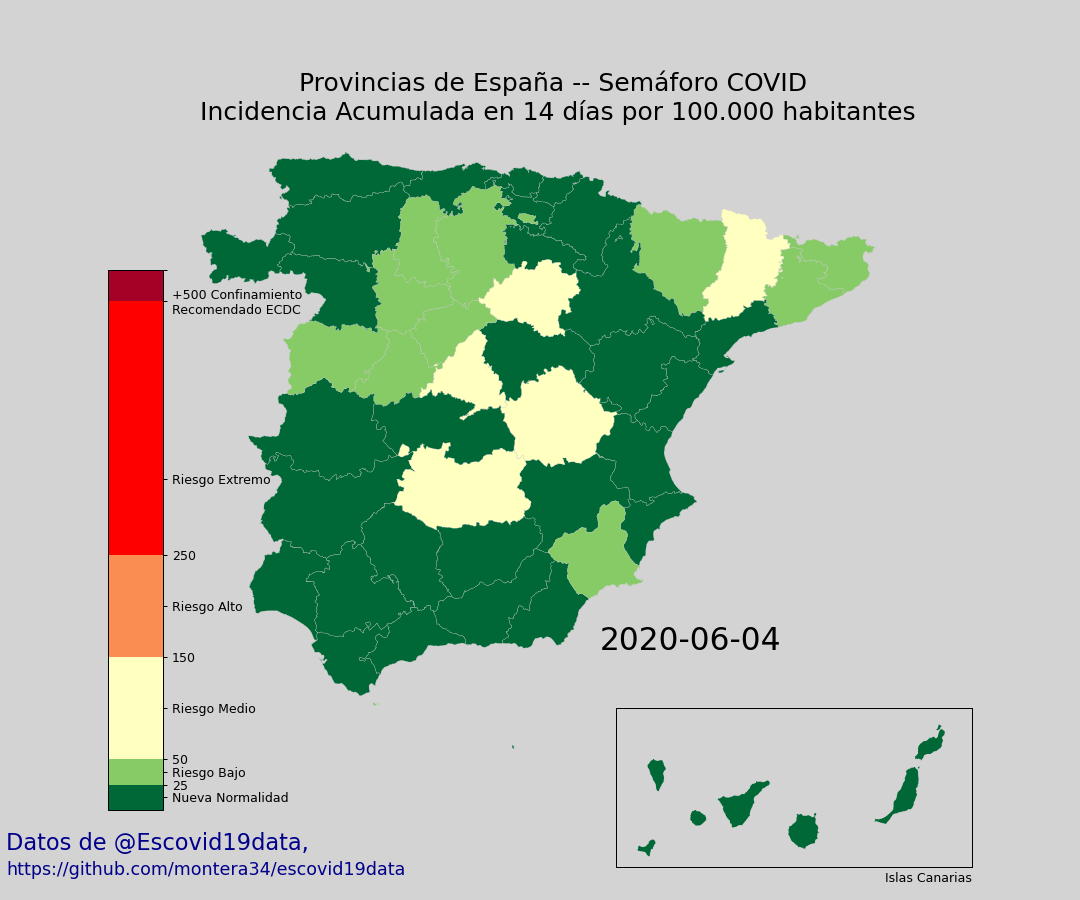 Provincias de España -- Semáforo COVID
Incidencia Acumulada en 14 días por 100.000 habitantes
+500 Confinamiento
Recomendado ECDC
Riesgo Extremo
250
Riesgo Alto
150
Riesgo Medio
50
Riesgo Bajo
25
Nueva Normalidad
2020-06-04
Islas Canarias
Datos de @Escovid19data,
https://github.com/montera34/escovid19data